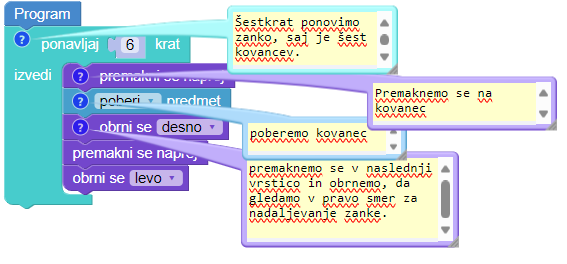 Program
ponavljaj 6 krat
izvedi
premakni se naprej
poberi predmet
obrni se desno
premakni se naprej
obrni se levo
Šestkrat ponovimo
zanko, saj je šest
kovancev.
Premaknemo se na
kovanec
poberemo kovanec
premaknemo se v naslednji
vrstico in obrnemo, da
gledamo v pravo smer za
nadaljevanje zanke.